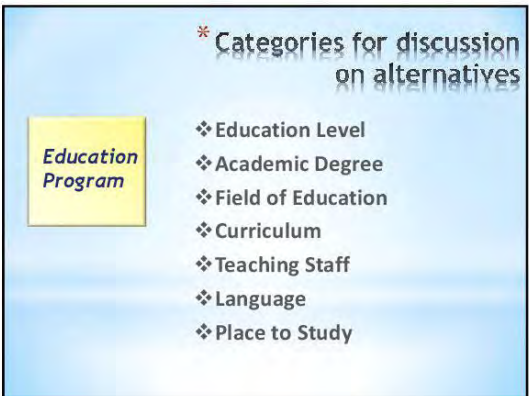 * Categories for discussion
on alternatives
Education
Program
❖Education Level
❖Academic Degree
❖Field of Education
❖Curriculum
❖Teaching Staff
❖Language
❖Place to Study